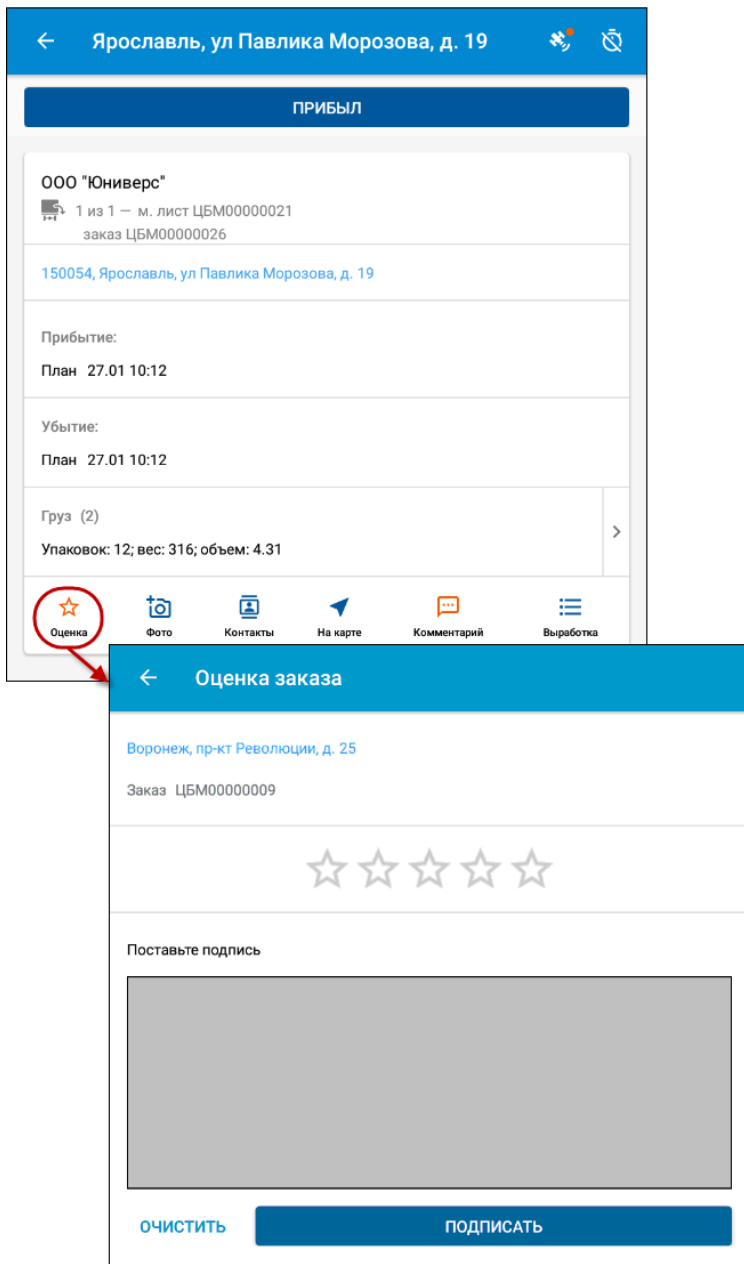 Ярославль, ул Павлика Морозова, д. 19
ПРИБЫЛ
ООО "Юниверс"
1 из 1 — м. лист ЦБМ00000021
заказ ЦБМ00000026
150054, Ярославль, ул Павлика Морозова, д. 19
Прибытие:
План 27.01 10:12
Убытие:
План 27.01 10:12
Груз (2)
Упаковок: 12; вес: 316; объем: 4.31
Оценка Фото Контакты На карте Комментарий Выработка
Оценка заказа
Воронеж, пр-кт Революции, д. 25
Заказ ЦБМ00000009
Поставьте подпись
ОЧИСТИТЬ ПОДПИСАТЬ